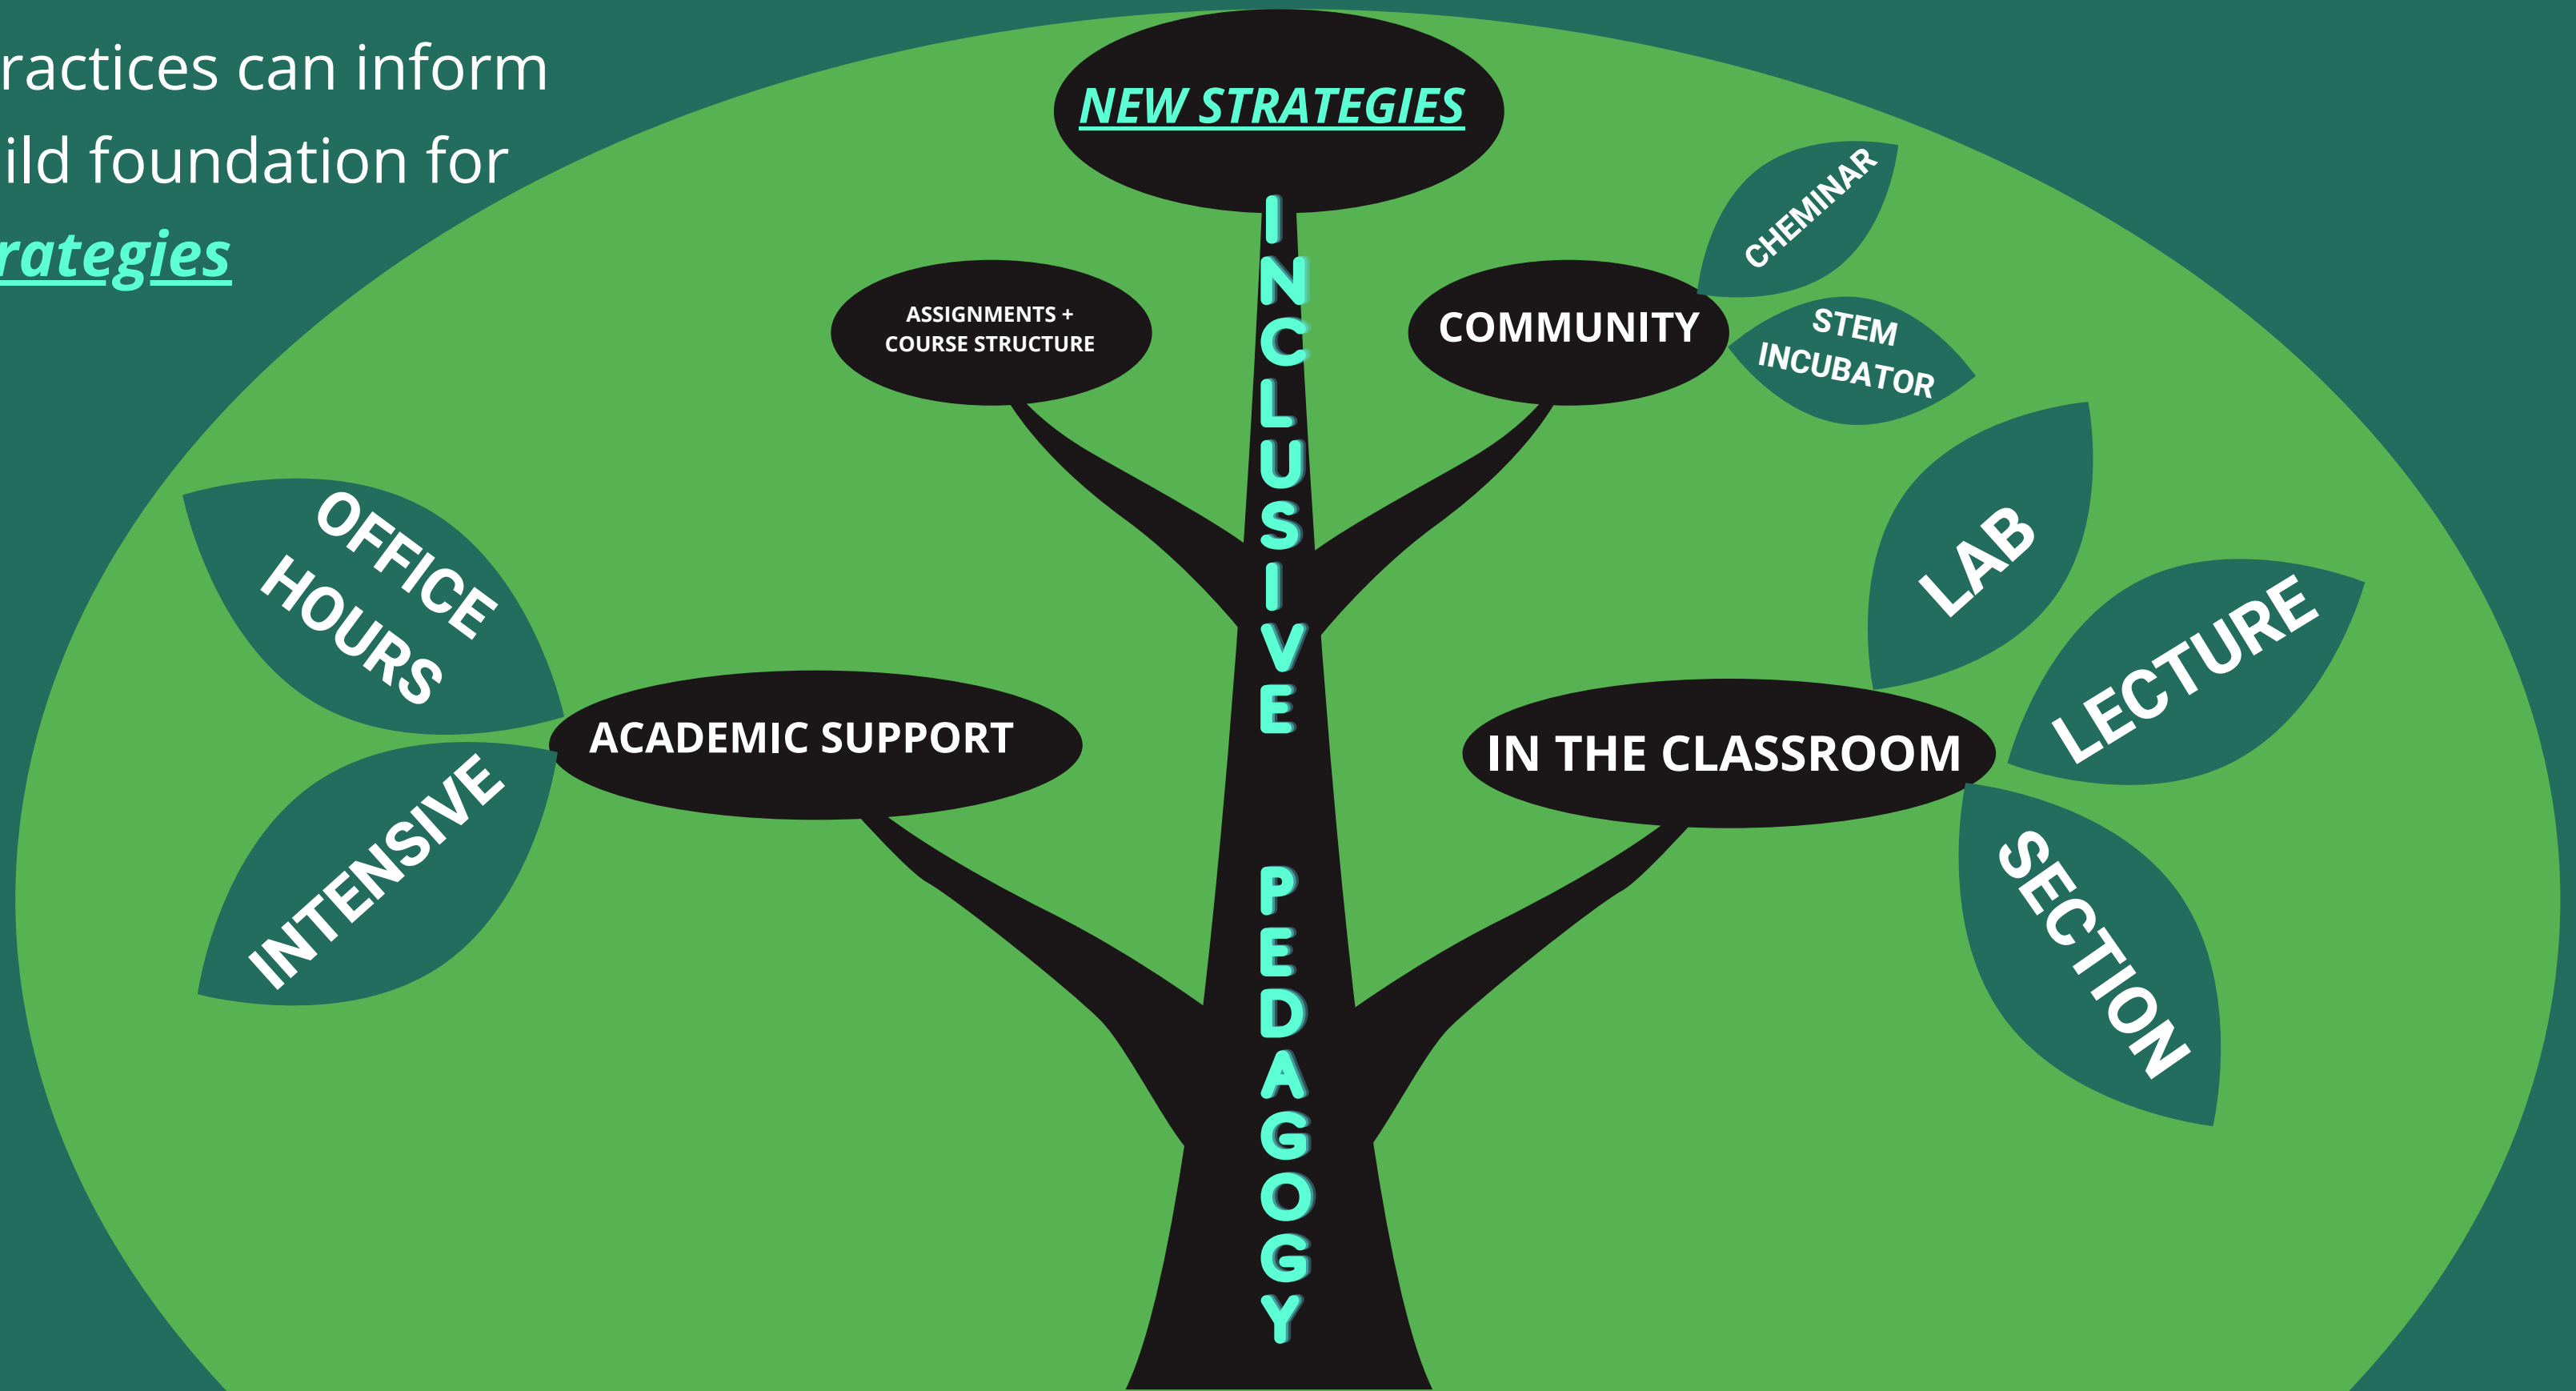 ractices can inform
ild foundation for
rategies
NEW STRATEGIES
CHEMINAR
ASSIGNMENTS +
COURSE STRUCTURE
COMMUNITY
STEM
INCUBATOR
INCLUSIVE PEDAGOGY
OFFICE
HOURS
LAB
LECTURE
ACADEMIC SUPPORT
IN THE CLASSROOM
INTENSIVE
SECTION